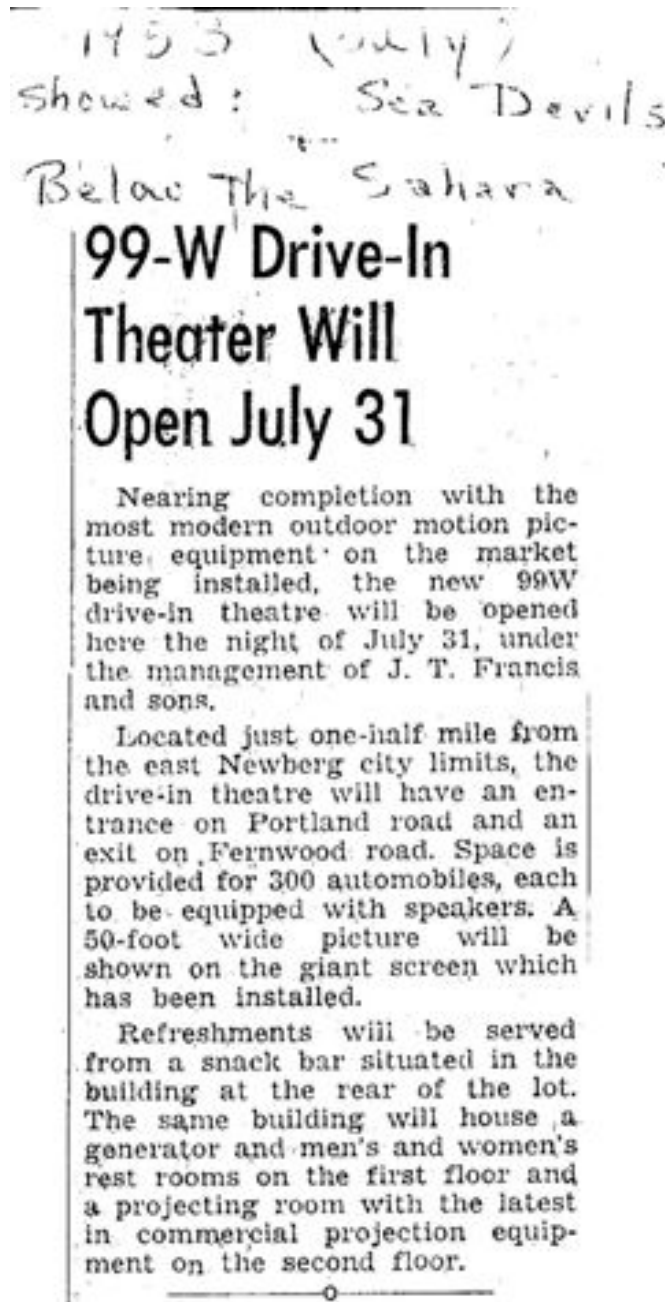 1953 (July)
Showed: Sea Devils
Below The Sahara
99-W Drive-In
Theater Will
Open July 31
Nearing completion with the
most modern outdoor motion pic-
ture equipment on the market
being installed, the new 99W
drive-in theatre will be opened
here the night of July 31, under
the management of J. T. Francis
and sons.
Located just one-half mile from
the east Newberg city limits, the
drive-in theatre will have an en-
trance on Portland road and an
exit on Fernwood road. Space is
provided for 300 automobiles, each
to be equipped with speakers. A
50-foot wide picture will be
shown on the giant screen which
has been installed.
Refreshments will be served
from a snack bar situated in the
building at the rear of the lot.
The same building will house a
generator and men's and women's
rest rooms on the first floor and
a projecting room with the latest
in commercial projection equip-
ment on the second floor.